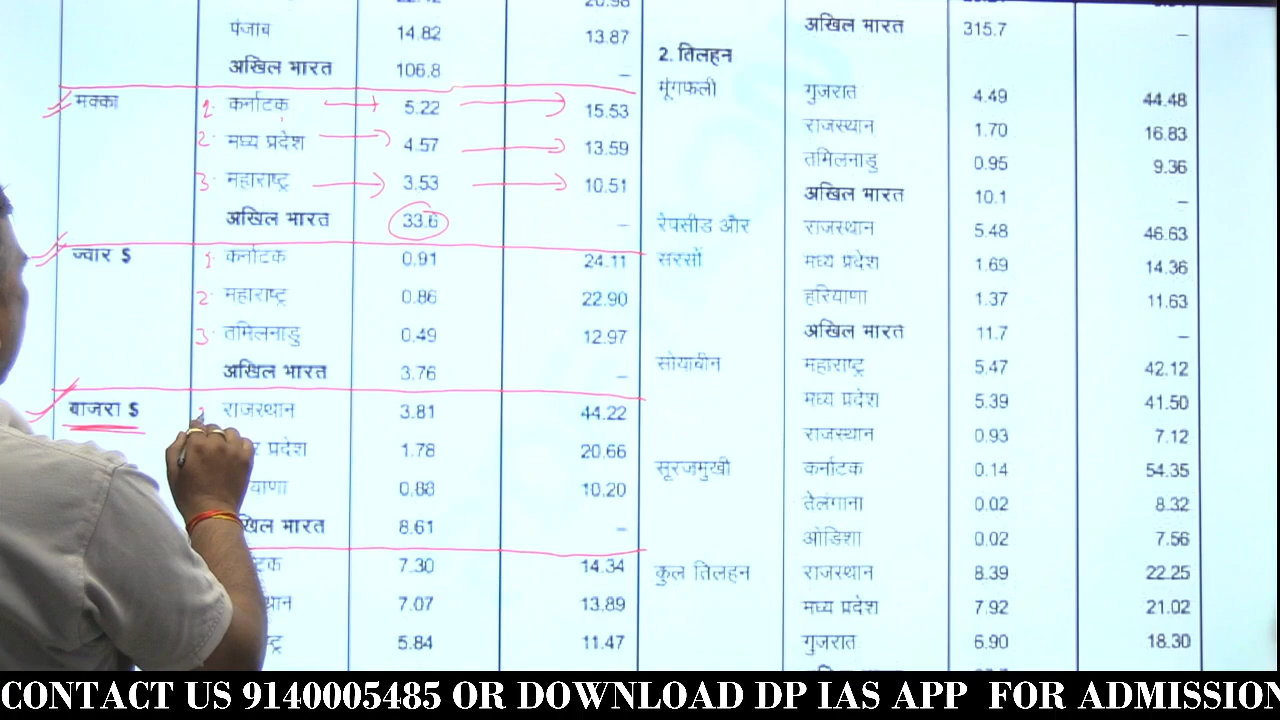 पंजाब 14.82 13.87
अखिल भारत 106.8 –
मक्का 1. कर्नाटक 5.22 15.53
2. मध्य प्रदेश 4.57 13.59
3. महाराष्ट्र 3.53 10.51
अखिल भारत 33.6 –
ज्वार $ 1. कर्नाटक 0.91 24.11
2. महाराष्ट्र 0.86 22.90
3. तमिलनाडु 0.49 12.97
अखिल भारत 3.76 –
बाजरा $ राजस्थान 3.81 44.22
प्रदेश 1.78 20.66
0.88 10.20
भारत 8.61 –
7.30 14.34
7.07 13.89
5.84 11.47
अखिल भारत 315.7 –
2. तिलहन
मूंगफली गुजरात 4.49 44.48
राजस्थान 1.70 16.83
तमिलनाडु 0.95 9.36
अखिल भारत 10.1 –
रेपसीड और राजस्थान 5.48 46.63
सरसों मध्य प्रदेश 1.69 14.36
हरियाणा 1.37 11.63
अखिल भारत 11.7 –
सोयाबीन महाराष्ट्र 5.47 42.12
मध्य प्रदेश 5.39 41.50
राजस्थान 0.93 7.12
सूरजमुखी कर्नाटक 0.14 54.35
तेलंगाना 0.02 8.32
ओडिशा 0.02 7.56
कुल तिलहन राजस्थान 8.39 22.25
मध्य प्रदेश 7.92 21.02
गुजरात 6.90 18.30
CONTACT US 9140005485 OR DOWNLOAD DP IAS APP FOR ADMISSION